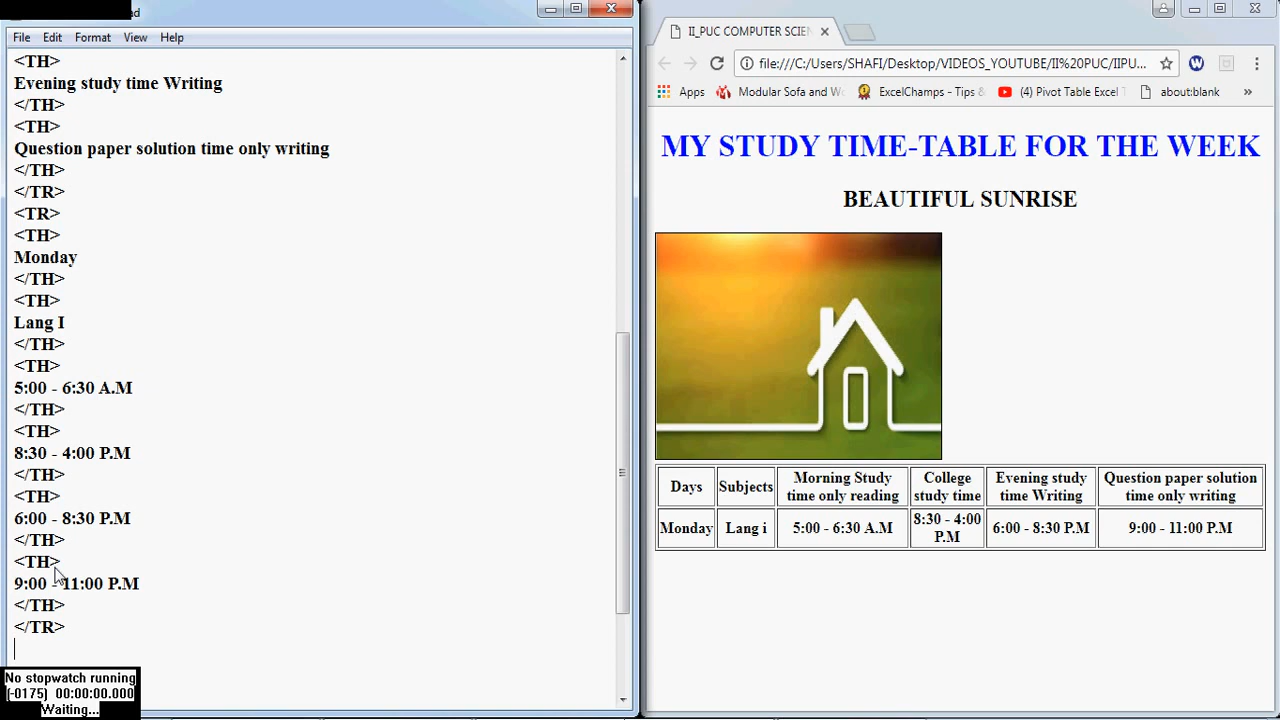 ad
File Edit Format View Help
<TH>
Evening study time Writing
</TH>
<TH>
Question paper solution time only writing
</TH>
</TR>
<TR>
<TH>
Monday
</TH>
<TH>
Lang I
</TH>
<TH>
5:00 - 6:30 A.M
</TH>
<TH>
8:30 - 4:00 P.M
</TH>
<TH>
6:00 - 8:30 P.M
</TH>
<TH>
9:00 - 11:00 P.M
</TH>
</TR>
No stopwatch running
(-0175) 00:00:00.000
Waiting...
II_PUC COMPUTER SCIEN
file:///C:/Users/SHAFI/Desktop/VIDEOS_YOUTUBE/II%20PUC/IIPU...
Apps Modular Sofa and ExcelChamps - Tips & (4) Pivot Table Excel about:blank »
MY STUDY TIME-TABLE FOR THE WEEK
BEAUTIFUL SUNRISE
Days Subjects Morning Study time only reading College study time Evening study time Writing Question paper solution time only writing
Monday Lang i 5:00 - 6:30 A.M 8:30 - 4:00 P.M 6:00 - 8:30 P.M 9:00 - 11:00 P.M